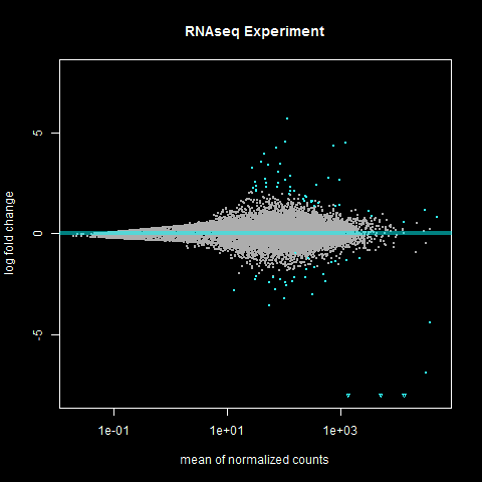 RNAseq Experiment
log fold change
5
0
-5
1e-01
1e+01
1e+03
mean of normalized counts